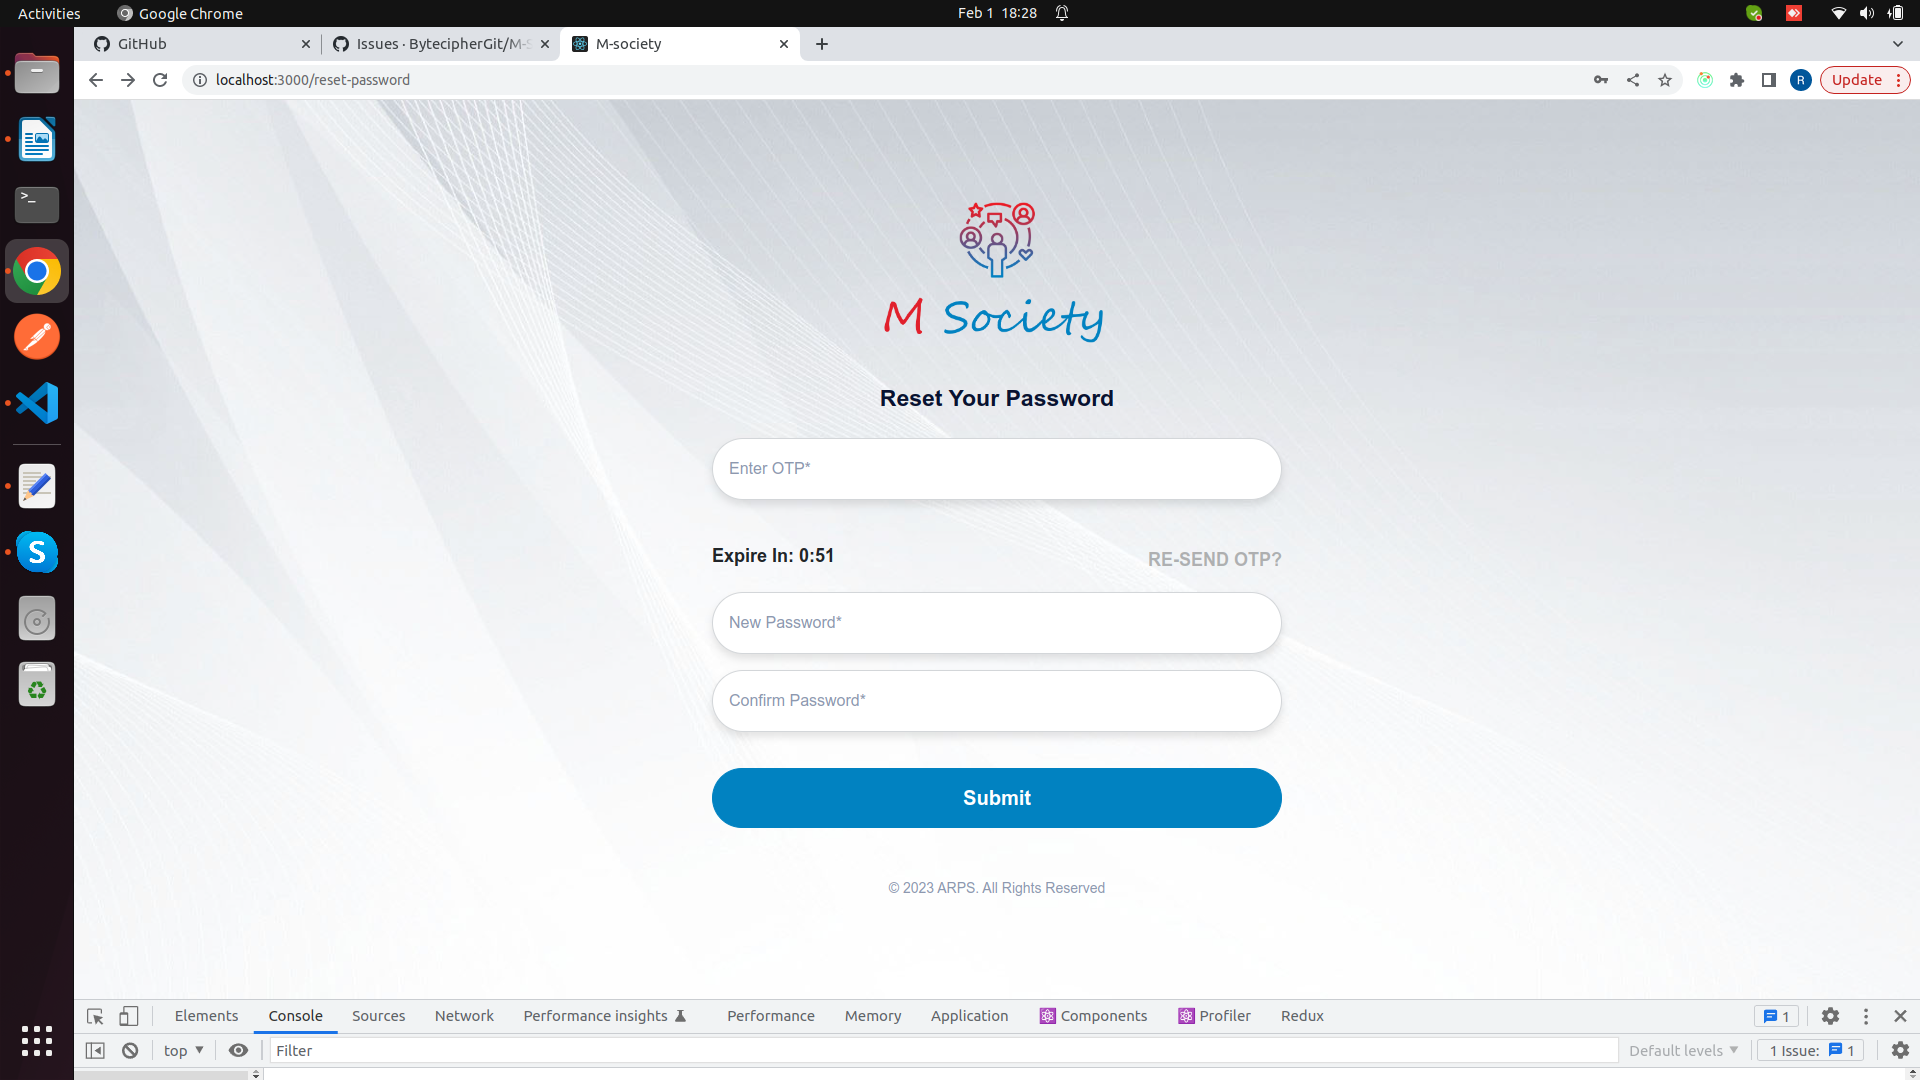 Activities
Google Chrome
Feb 1 18:28
GitHub
Issues · BytecipherGit/M-S
M-society
localhost:3000/reset-password
R
Update
M Society
Reset Your Password
Enter OTP*
Expire In: 0:51
RE-SEND OTP?
New Password*
Confirm Password*
Submit
© 2023 ARPS. All Rights Reserved
Elements
Console
Sources
Network
Performance insights
Performance
Memory
Application
Components
Profiler
Redux
1
top
Filter
Default levels
1 Issue: 1